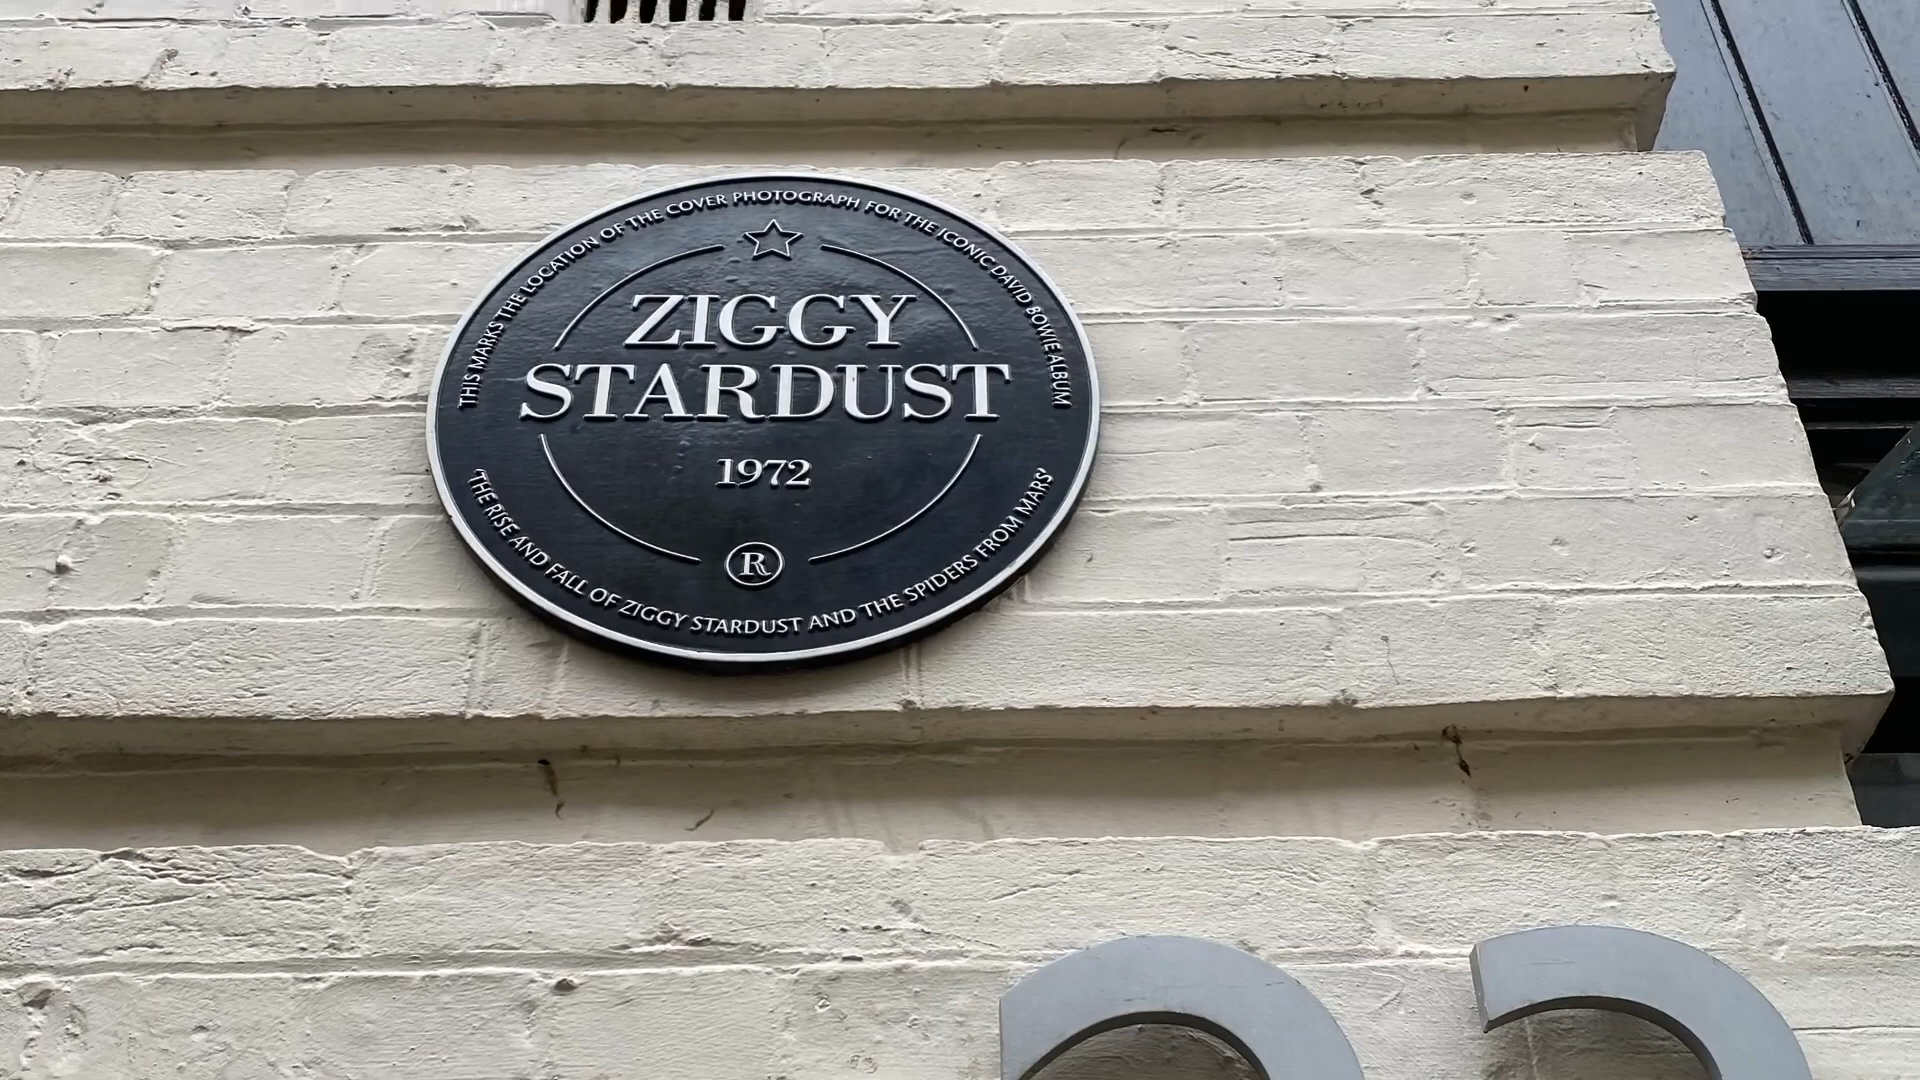 THIS MARKS THE LOCATION OF THE COVER PHOTOGRAPH FOR THE ICONIC DAVID BOWIE ALBUM
ZIGGY
STARDUST
1972
R
'THE RISE AND FALL OF ZIGGY STARDUST AND THE SPIDERS FROM MARS'